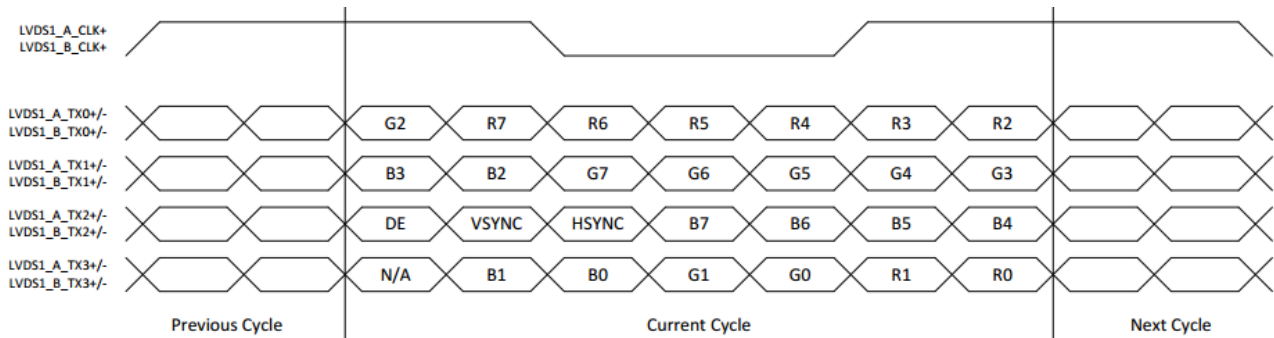 LVDS1_A_CLK+
LVDS1_B_CLK+
LVDS1_A_TX0+/-
LVDS1_B_TX0+/-
G2 R7 R6 R5 R4 R3 R2
LVDS1_A_TX1+/-
LVDS1_B_TX1+/-
B3 B2 G7 G6 G5 G4 G3
LVDS1_A_TX2+/-
LVDS1_B_TX2+/-
DE VSYNC HSYNC B7 B6 B5 B4
LVDS1_A_TX3+/-
LVDS1_B_TX3+/-
N/A B1 B0 G1 G0 R1 R0
Previous Cycle Current Cycle Next Cycle